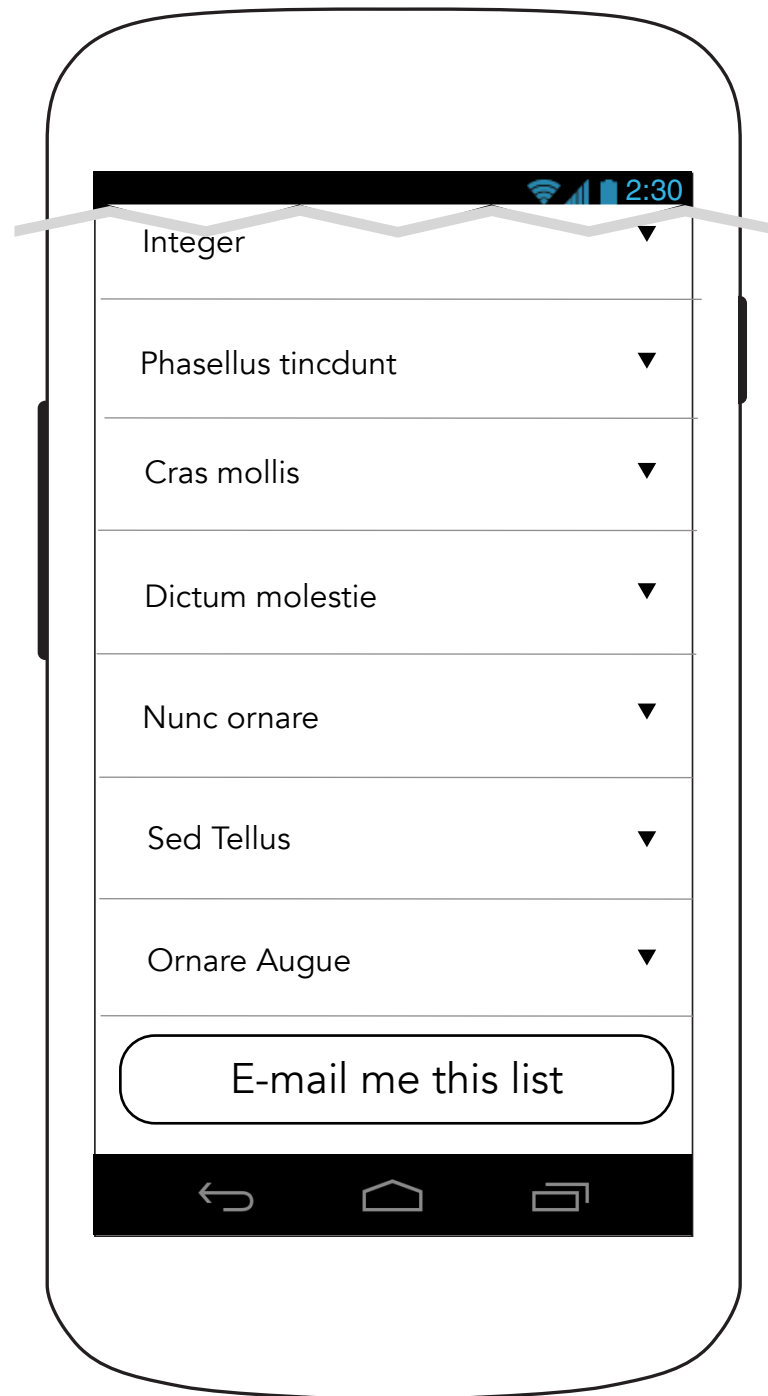 2:30
Integer
Phasellus tincdunt
Cras mollis
Dictum molestie
Nunc ornare
Sed Tellus
Ornare Augue
E-mail me this list